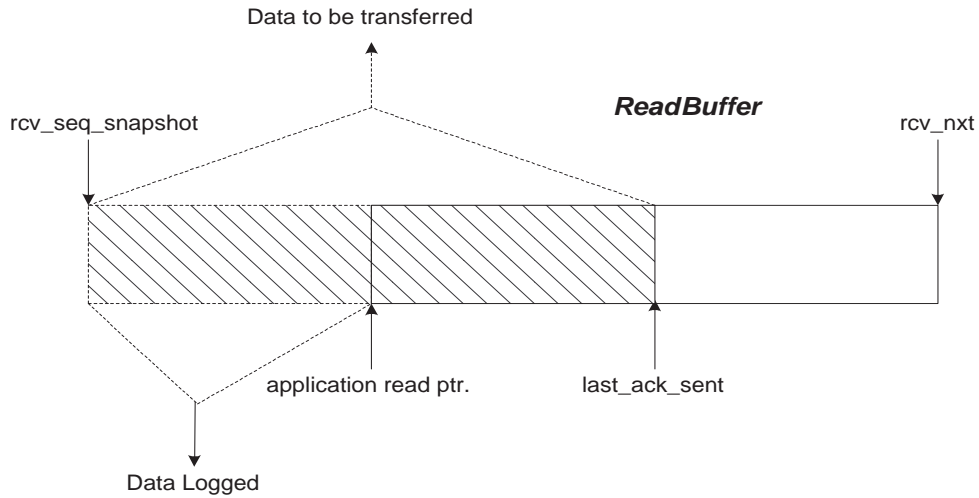 Data to be transferred
ReadBuffer
rcv_seq_snapshot
rcv_nxt
application read ptr.
last_ack_sent
Data Logged